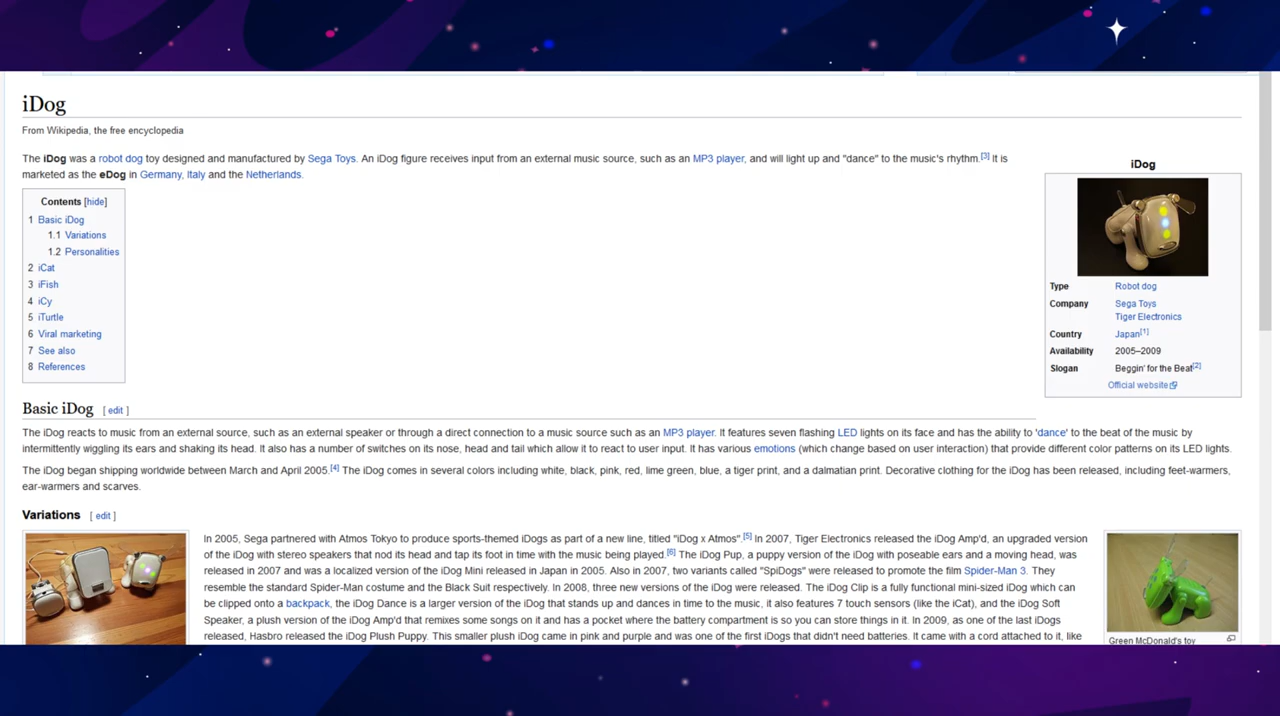 iDog
From Wikipedia, the free encyclopedia
The iDog was a robot dog toy designed and manufactured by Sega Toys. An iDog figure receives input from an external music source, such as an MP3 player, and will light up and "dance" to the music's rhythm.[3] It is
marketed as the eDog in Germany, Italy and the Netherlands.
Contents [hide]
1 Basic iDog
1.1 Variations
1.2 Personalities
2 iCat
3 iFish
4 iCy
5 iTurtle
6 Viral marketing
7 See also
8 References
iDog
Type Robot dog
Company Sega Toys
Tiger Electronics
Country Japan[1]
Availability 2005–2009
Slogan Beggin' for the Beat[2]
Official website
Basic iDog [ edit ]
The iDog reacts to music from an external source, such as an external speaker or through a direct connection to a music source such as an MP3 player. It features seven flashing LED lights on its face and has the ability to 'dance' to the beat of the music by
intermittently wiggling its ears and shaking its head. It also has a number of switches on its nose, head and tail which allow it to react to user input. It has various emotions (which change based on user interaction) that provide different color patterns on its LED lights.
The iDog began shipping worldwide between March and April 2005.[4] The iDog comes in several colors including white, black, pink, red, lime green, blue, a tiger print, and a dalmatian print. Decorative clothing for the iDog has been released, including feet-warmers,
ear-warmers and scarves.
Variations [ edit ]
In 2005, Sega partnered with Atmos Tokyo to produce sports-themed iDogs as part of a new line, titled "iDog x Atmos".[5] In 2007, Tiger Electronics released the iDog Amp'd, an upgraded version
of the iDog with stereo speakers that nod its head and tap its foot in time with the music being played.[6] The iDog Pup, a puppy version of the iDog with poseable ears and a moving head, was
released in 2007 and was a localized version of the iDog Mini released in Japan in 2005. Also in 2007, two variants called "SpiDogs" were released to promote the film Spider-Man 3. They
resemble the standard Spider-Man costume and the Black Suit respectively. In 2008, three new versions of the iDog were released. The iDog Clip is a fully functional mini-sized iDog which can
be clipped onto a backpack, the iDog Dance is a larger version of the iDog that stands up and dances in time to the music, it also features 7 touch sensors (like the iCat), and the iDog Soft
Speaker, a plush version of the iDog Amp'd that remixes some songs on it and has a pocket where the battery compartment is so you can store things in it. In 2009, as one of the last iDogs
released, Hasbro released the iDog Plush Puppy. This smaller plush iDog came in pink and purple and was one of the first iDogs that didn't need batteries. It came with a cord attached to it, like
Green McDonald's toy